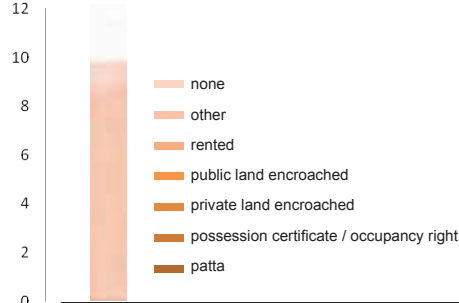 12
10
8
6
4
2
0
none
other
rented
public land encroached
private land encroached
possession certificate / occupancy right
patta